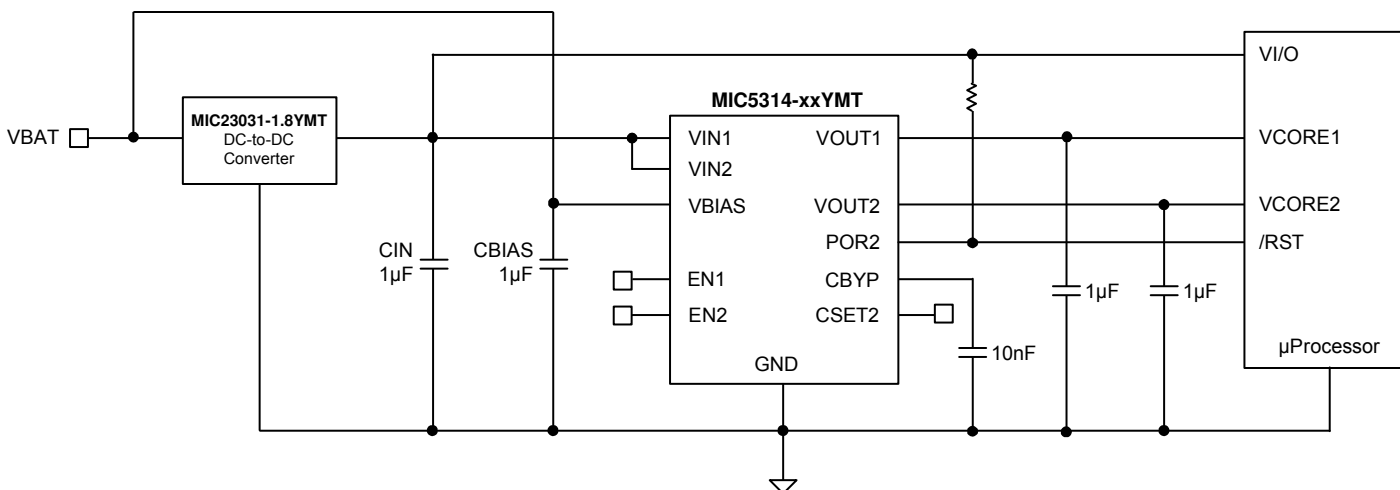 MIC5314-xxYMT
VBAT
MIC23031-1.8YMT
DC-to-DC
Converter
CIN
1µF
CBIAS
1µF
VIN1
VIN2
VBIAS
EN1
EN2
GND
VOUT1
VOUT2
POR2
CBYP
CSET2
10nF
1µF
1µF
VI/O
VCORE1
VCORE2
/RST
µProcessor